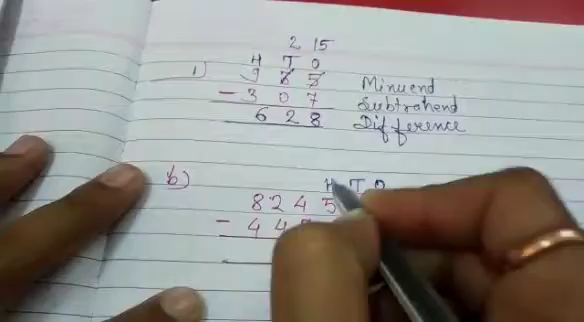 2 15
H T O
1) 9 3 5 Minuend
- 3 0 7 Subtrahend
6 2 8 Difference
b) H T O
8 2 4 5
- 4 4